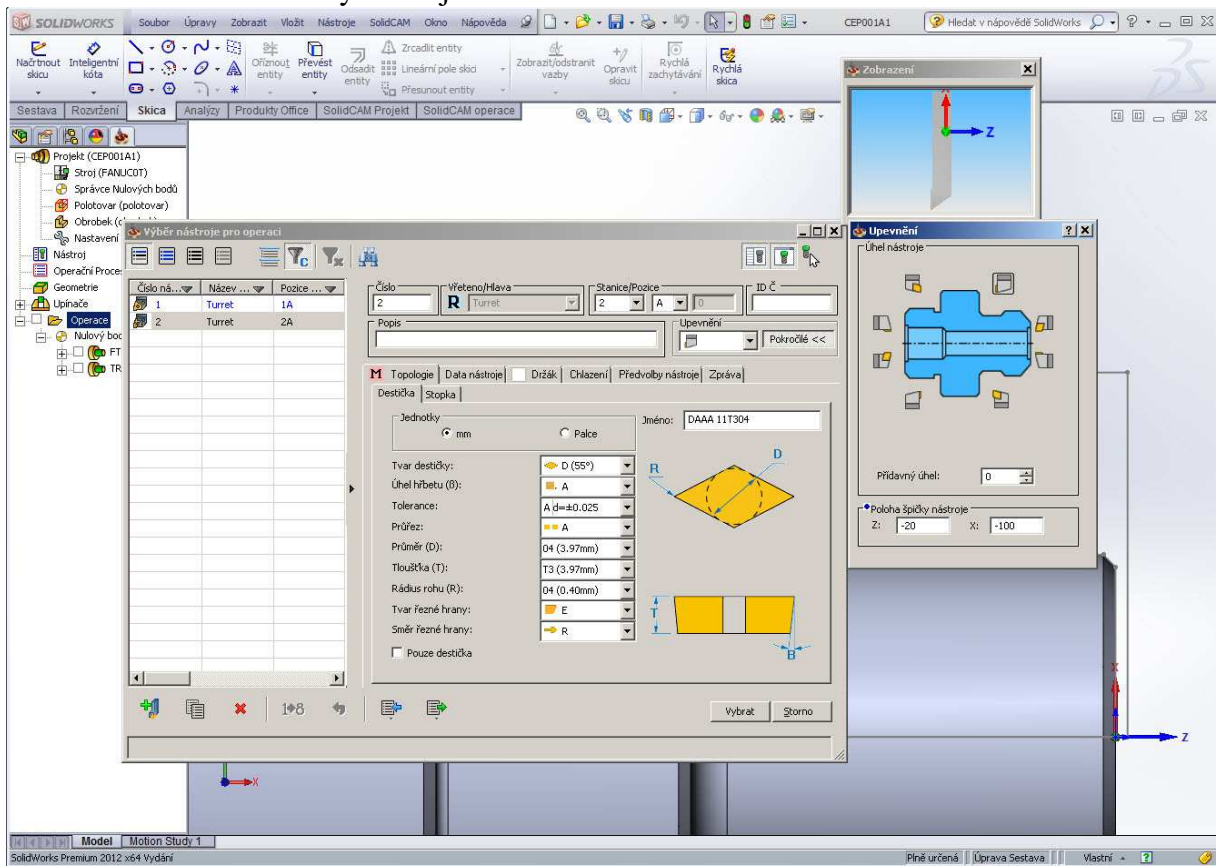 SOLIDWORKS Soubor Úpravy Zobrazit Vložit Nástroje SolidCAM Okno Nápověda CEP001A1 Hledat v nápovědě SolidWorks
Načrtnout skicu
Inteligentní kóta
Oříznout entity
Převést entity
Odsadit entity
Zrcadlit entity
Lineární pole skici
Přesunout entity
Zobrazit/odstranit vazby
Opravit skicu
Rychlá zachytávání
Rychlá skica
Sestava Rozvržení Skica Analýzy Produkty Office SolidCAM Projekt SolidCAM operace
Projekt (CEP001A1)
Stroj (FANUC0T)
Správce Nulových bodů
Polotovar (polotovar)
Obrobek
Nastavení
Nástroj
Operační Proce
Geometrie
Upínače
Operace
Nulový bo
FT
TR
Zobrazení
X
Z
Výběr nástroje pro operaci
Číslo ná... Název ... Pozice ...
1 Turret 1A
2 Turret 2A
Číslo
2
Vřeteno/Hlava
R Turret
Stanice/Pozice
2 A 0
ID Č
Popis
Upevnění
Pokročilé <<
M Topologie Data nástroje Držák Chlazení Předvolby nástroje Zpráva
Destička Stopka
Jednotky
mm Palce
Jméno: DAAA 11T304
Tvar destičky: D (55°)
Úhel hřbetu (B): A
Tolerance: A d=±0.025
Průřez: A
Průměr (D): 04 (3.97mm)
Tloušťka (T): T3 (3.97mm)
Rádius rohu (R): 04 (0.40mm)
Tvar řezné hrany: E
Směr řezné hrany: R
Pouze destička
R
D
T
B
1➔8
Vybrat Storno
Upevnění
Úhel nástroje
Přídavný úhel: 0
Poloha špičky nástroje
Z: -20 X: -100
X
Z
X
Model Motion Study 1
SolidWorks Premium 2012 x64 Vydání Plně určená Úprava Sestava Vlastní